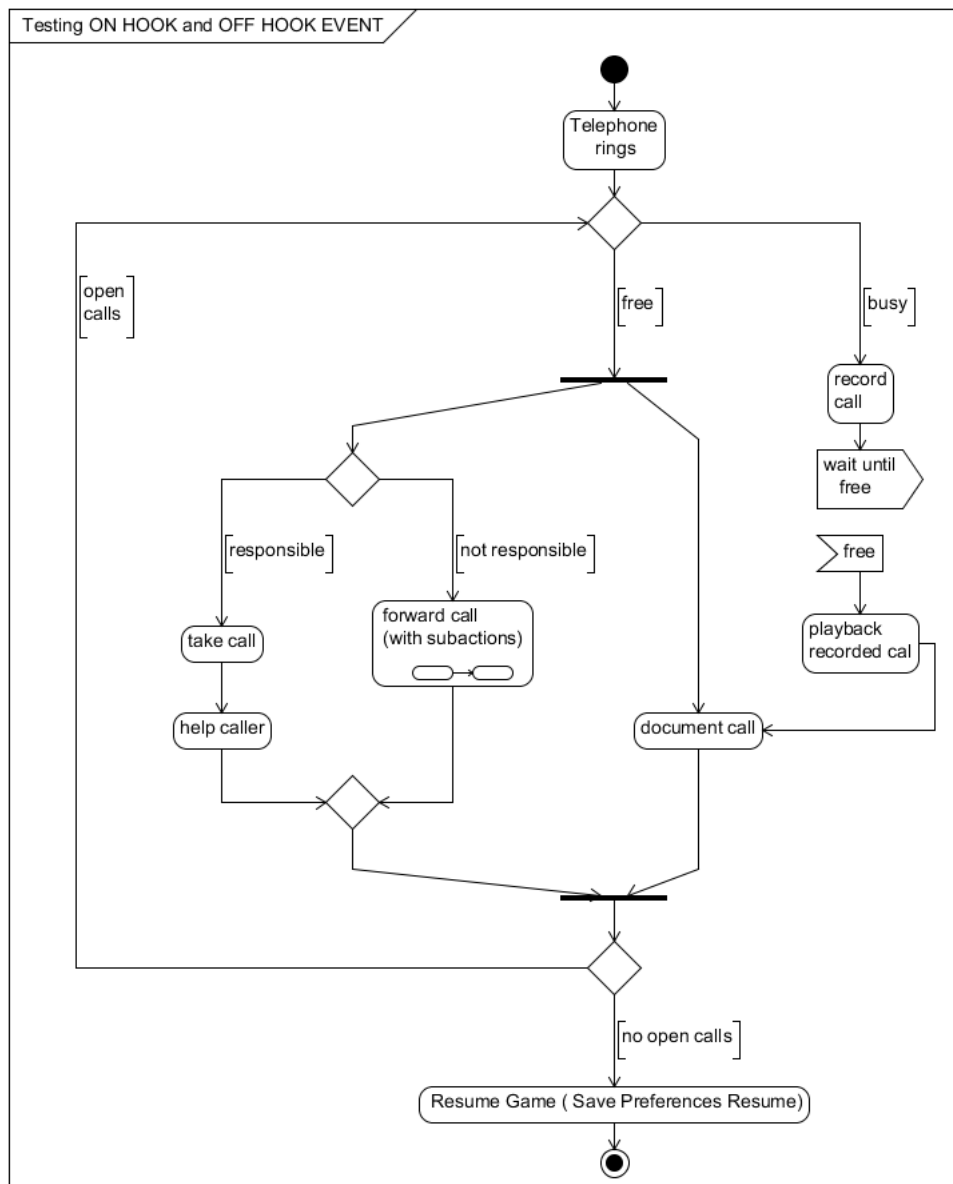 Testing ON HOOK and OFF HOOK EVENT
Telephone
rings
open
calls
free
busy
record
call
wait until
free
free
responsible
not responsible
forward call
(with subactions)
take call
playback
recorded cal
help caller
document call
no open calls
Resume Game ( Save Preferences Resume)